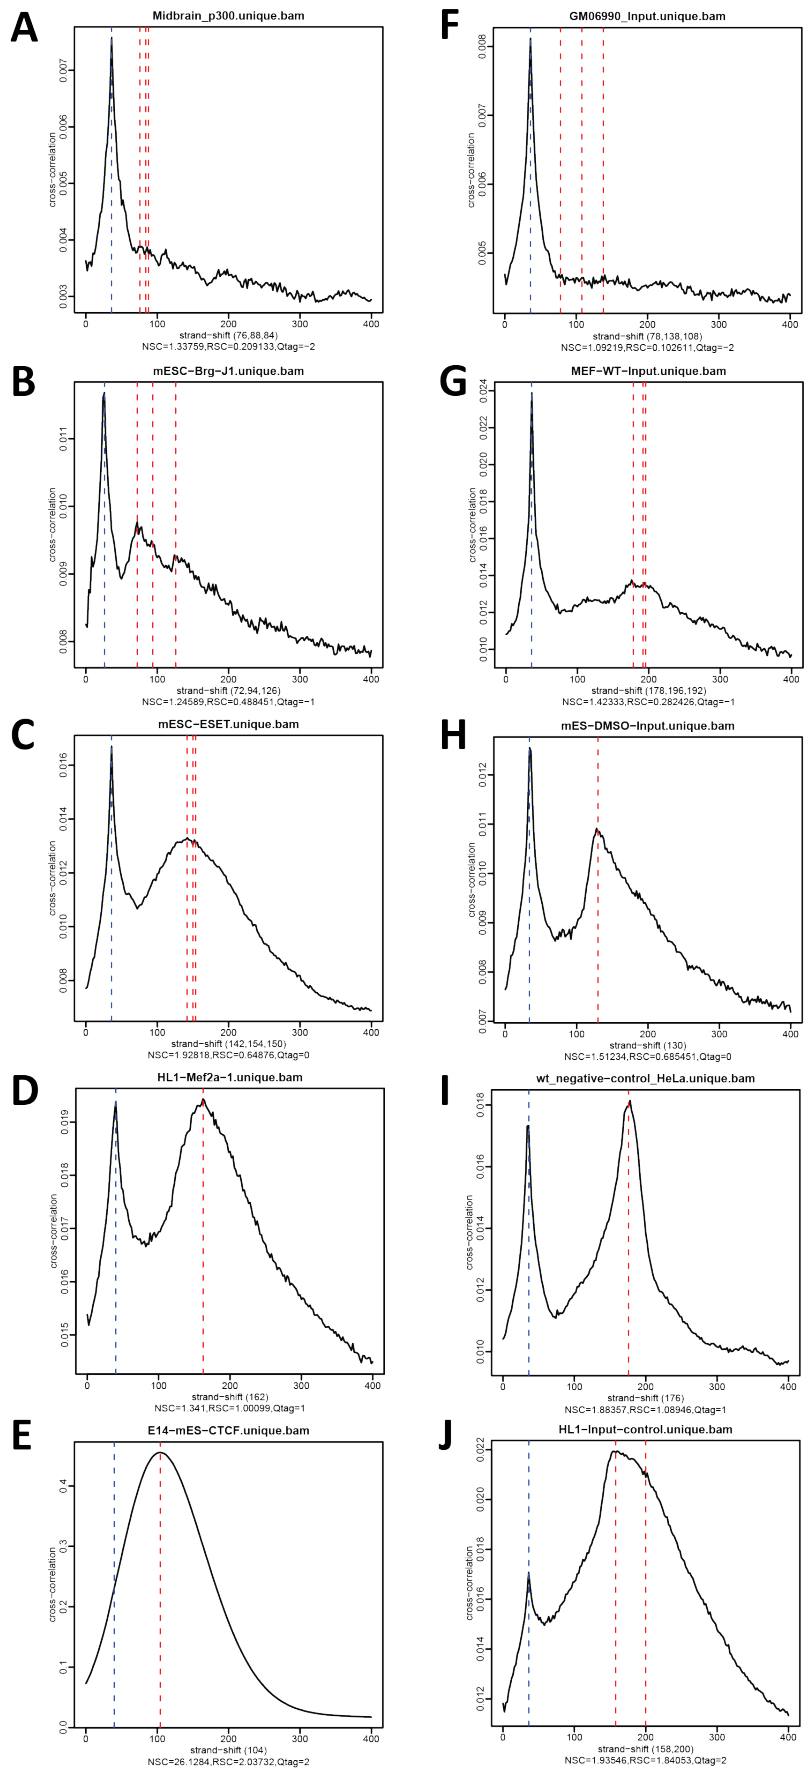 A
Midbrain_p300.unique.bam
cross-correlation
0.003 0.004 0.005 0.006 0.007
0 100 200 300 400
strand-shift (76,88,84)
NSC=1.33759,RSC=0.209133,Qtag=-2
F
GM06990_Input.unique.bam
cross-correlation
0.005 0.006 0.007 0.008
0 100 200 300 400
strand-shift (78,138,108)
NSC=1.09219,RSC=0.102611,Qtag=-2
B
mESC-Brg-J1.unique.bam
cross-correlation
0.008 0.009 0.010 0.011
0 100 200 300 400
strand-shift (72,94,126)
NSC=1.24589,RSC=0.488451,Qtag=-1
G
MEF-WT-Input.unique.bam
cross-correlation
0.010 0.012 0.014 0.016 0.018 0.020 0.022 0.024
0 100 200 300 400
strand-shift (178,196,192)
NSC=1.42333,RSC=0.282426,Qtag=-1
C
mESC-ESET.unique.bam
cross-correlation
0.008 0.010 0.012 0.014 0.016
0 100 200 300 400
strand-shift (142,154,150)
NSC=1.92818,RSC=0.64876,Qtag=0
H
mES-DMSO-Input.unique.bam
cross-correlation
0.007 0.008 0.009 0.010 0.011 0.012
0 100 200 300 400
strand-shift (130)
NSC=1.51234,RSC=0.685451,Qtag=0
D
HL1-Mef2a-1.unique.bam
cross-correlation
0.015 0.016 0.017 0.018 0.019
0 100 200 300 400
strand-shift (162)
NSC=1.341,RSC=1.00099,Qtag=1
I
wt_negative-control_HeLa.unique.bam
cross-correlation
0.010 0.012 0.014 0.016 0.018
0 100 200 300 400
strand-shift (176)
NSC=1.88357,RSC=1.08946,Qtag=1
E
E14-mES-CTCF.unique.bam
cross-correlation
0.0 0.1 0.2 0.3 0.4
0 100 200 300 400
strand-shift (104)
NSC=26.1284,RSC=2.03732,Qtag=2
J
HL1-Input-control.unique.bam
cross-correlation
0.012 0.014 0.016 0.018 0.020 0.022
0 100 200 300 400
strand-shift (158,200)
NSC=1.93546,RSC=1.84053,Qtag=2